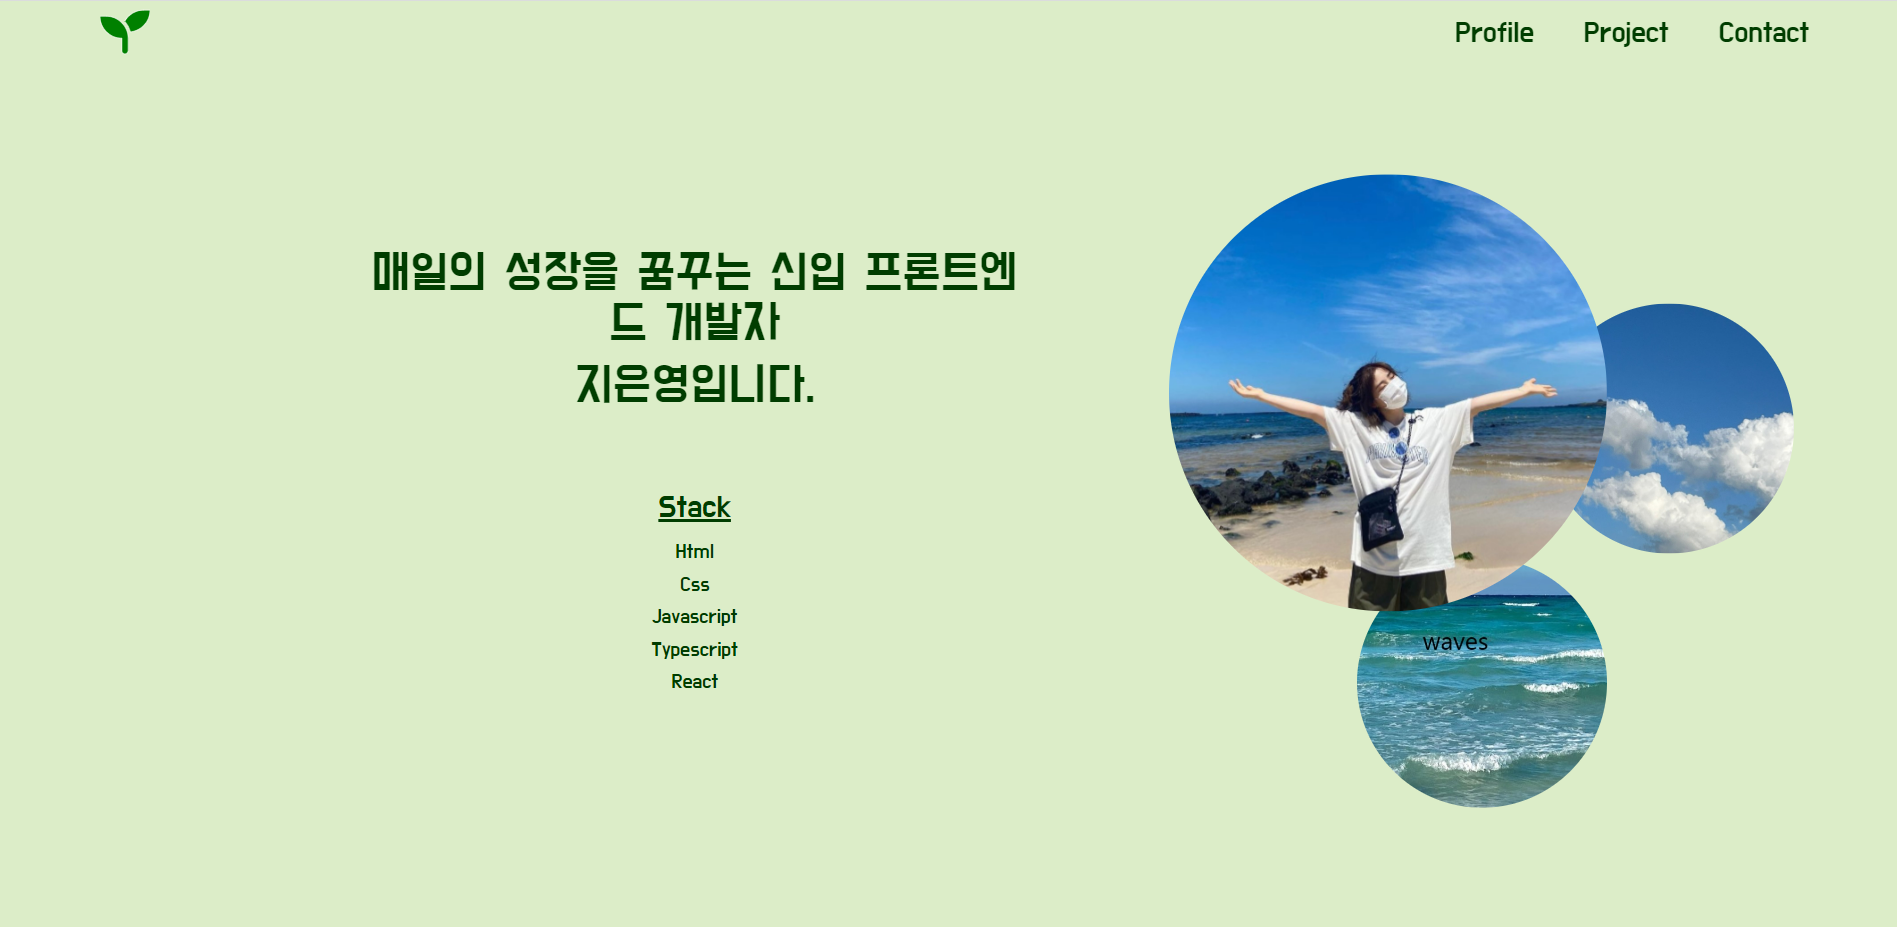 Profile Project Contact
매일의 성장을 꿈꾸는 신입 프론트엔
드 개발자
지은영입니다.
Stack
Html
Css
Javascript
Typescript
React
waves